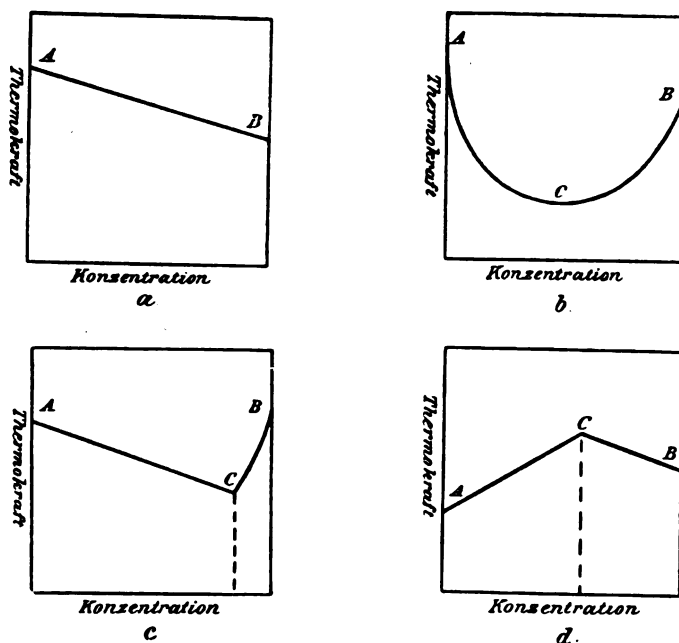 A
B
Thermokraft
Konzentration
a
A
B
C
Thermokraft
Konzentration
b.
A
B
C
Thermokraft
Konzentration
c
A
C
B
Thermokraft
Konzentration
d.